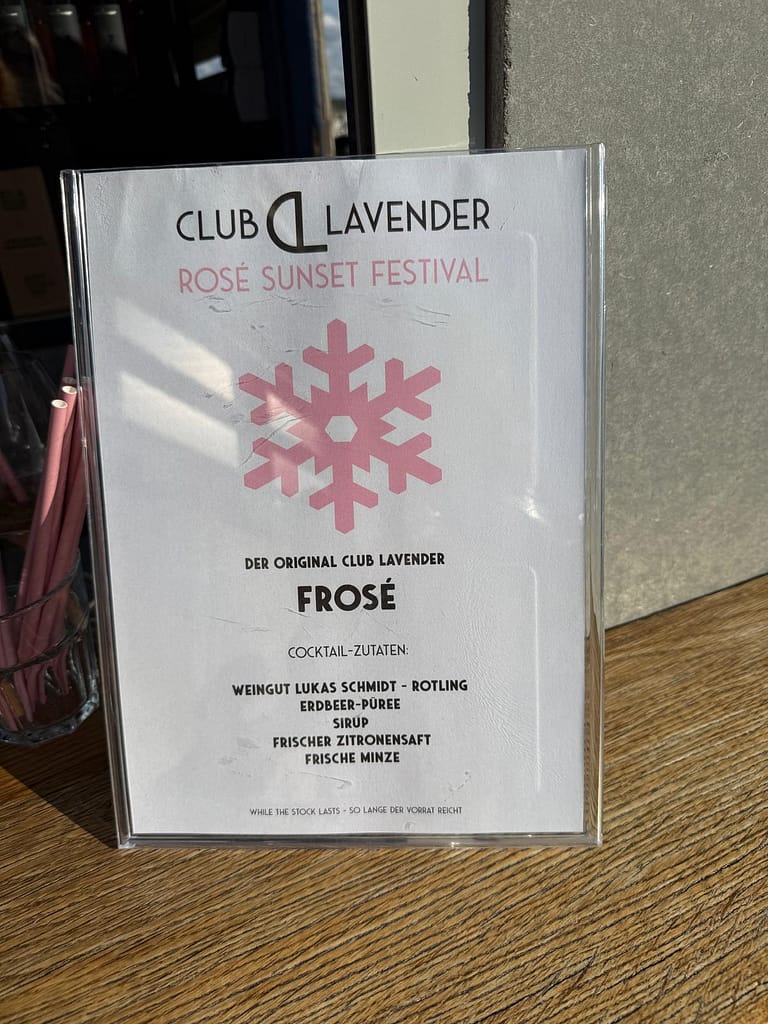 CLUB CL LAVENDER
ROSÉ SUNSET FESTIVAL
DER ORIGINAL CLUB LAVENDER
FROSÉ
COCKTAIL-ZUTATEN:
WEINGUT LUKAS SCHMIDT - ROTLING
ERDBEER-PÜREE
SIRUP
FRISCHER ZITRONENSAFT
FRISCHE MINZE
WHILE THE STOCK LASTS - SO LANGE DER VORRAT REICHT